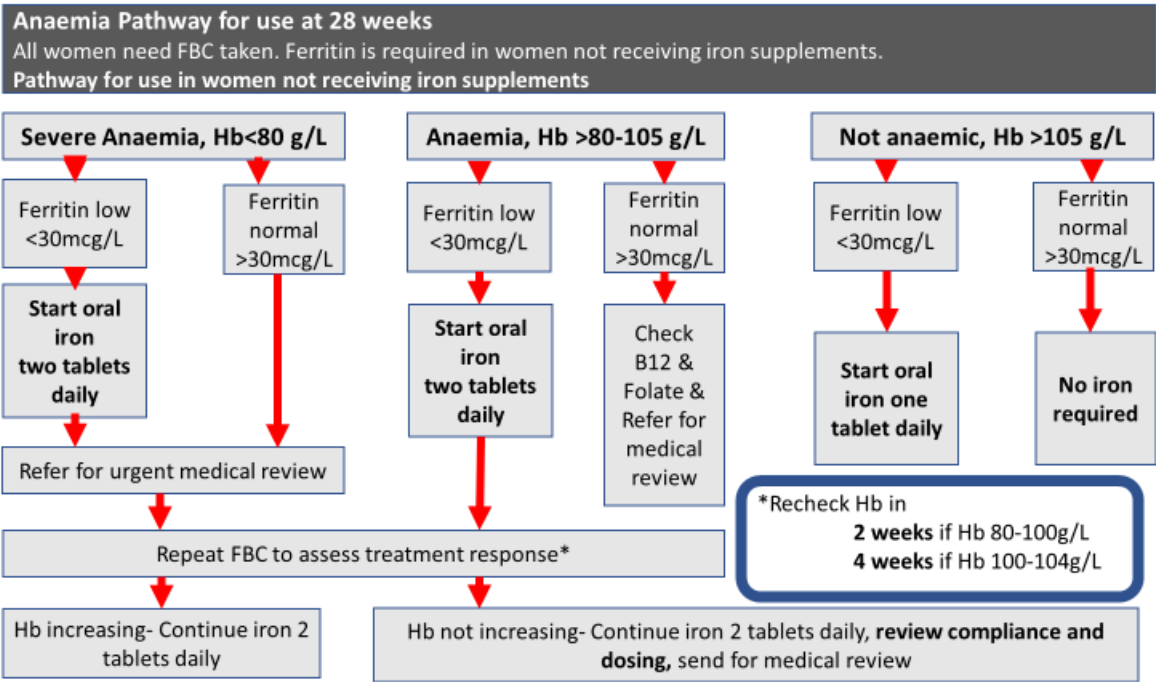 Anaemia Pathway for use at 28 weeks
All women need FBC taken. Ferritin is required in women not receiving iron supplements.
Pathway for use in women not receiving iron supplements
Severe Anaemia, Hb<80 g/L
Anaemia, Hb >80-105 g/L
Not anaemic, Hb >105 g/L
Ferritin low
<30mcg/L
Ferritin
normal
>30mcg/L
Ferritin low
<30mcg/L
Ferritin
normal
>30mcg/L
Ferritin low
<30mcg/L
Ferritin
normal
>30mcg/L
Start oral
iron
two tablets
daily
Start oral
iron
two tablets
daily
Check
B12 &
Folate &
Refer for
medical
review
Start oral
iron one
tablet daily
No iron
required
Refer for urgent medical review
*Recheck Hb in
2 weeks if Hb 80-100g/L
4 weeks if Hb 100-104g/L
Repeat FBC to assess treatment response*
Hb increasing- Continue iron 2
tablets daily
Hb not increasing- Continue iron 2 tablets daily, review compliance and
dosing, send for medical review